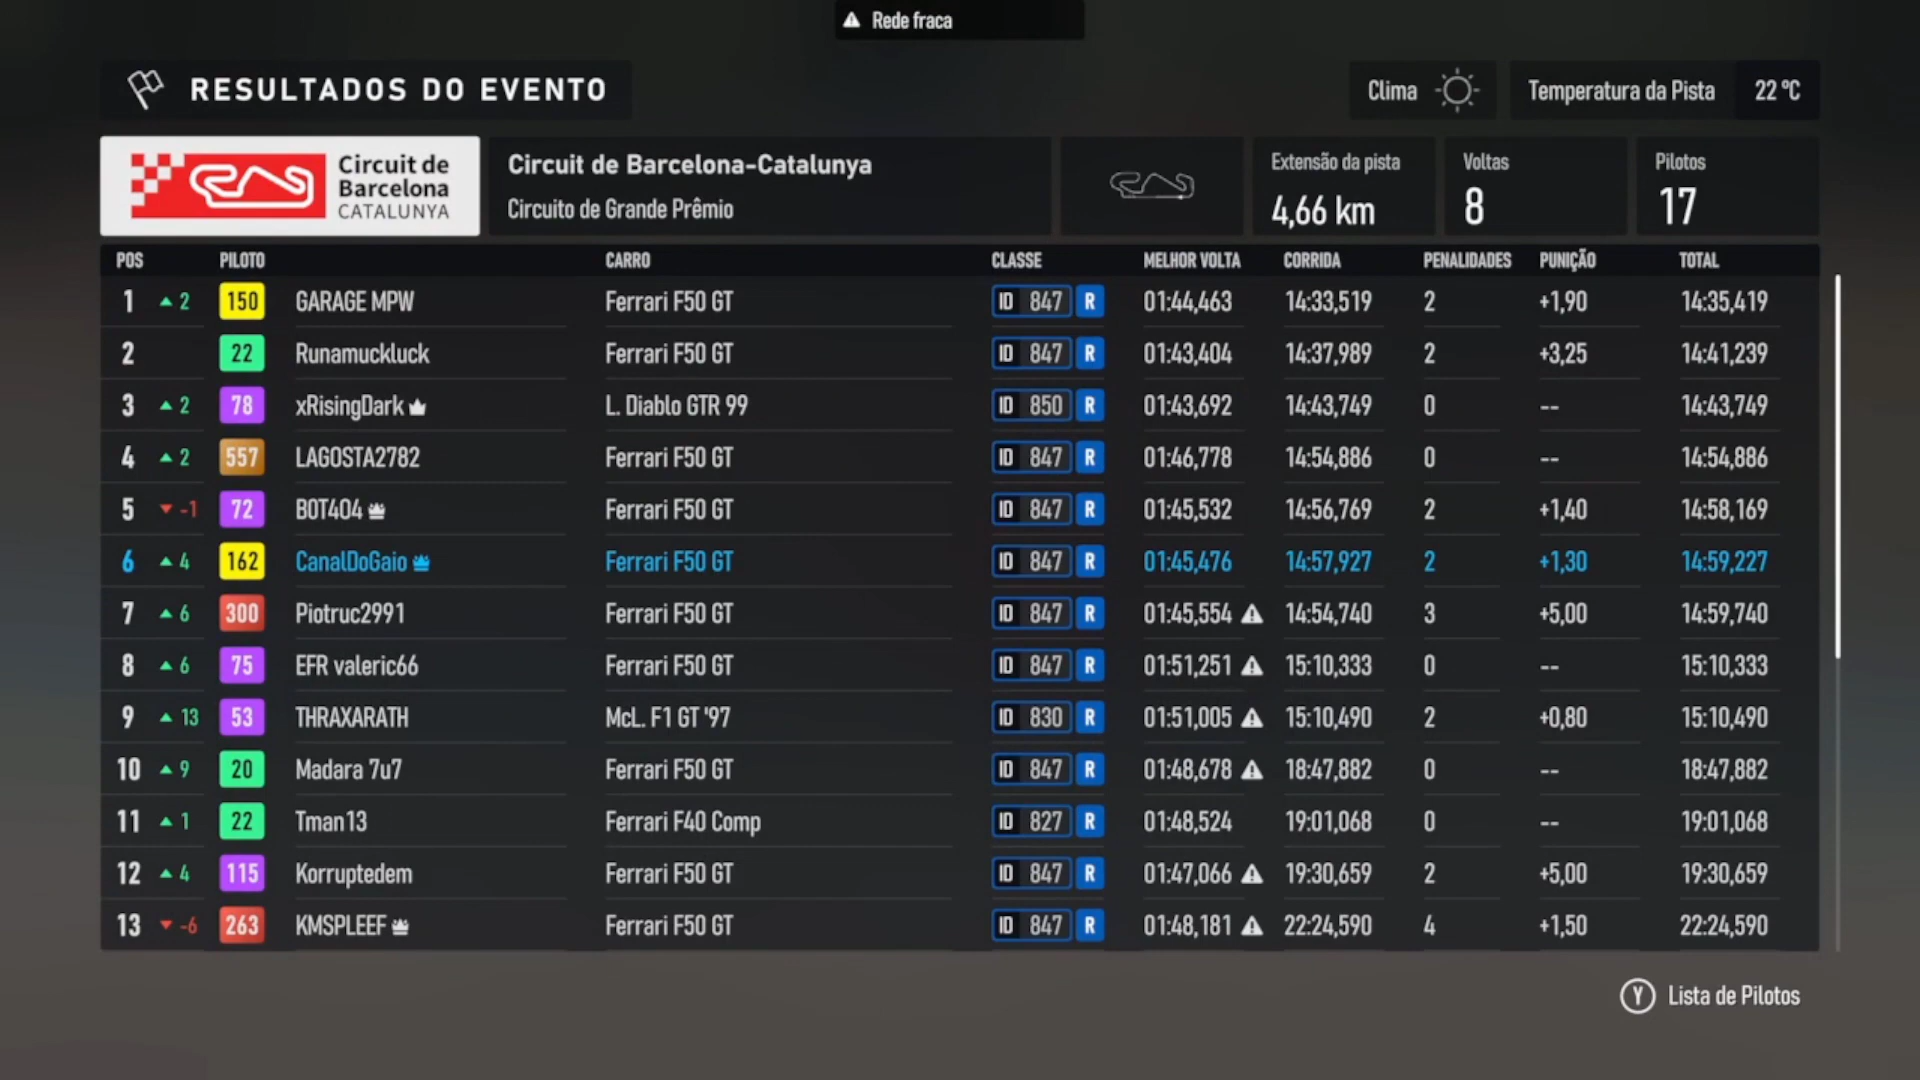 Rede fraca
RESULTADOS DO EVENTO
Clima
Temperatura da Pista 22 ºC
Circuit de
Barcelona
CATALUNYA
Circuit de Barcelona-Catalunya
Circuito de Grande Prêmio
Extensão da pista
4,66 km
Voltas
8
Pilotos
17
POS PILOTO CARRO CLASSE MELHOR VOLTA CORRIDA PENALIDADES PUNIÇÃO TOTAL
1 ▲ 2 150 GARAGE MPW Ferrari F50 GT ID 847 R 01:44,463 14:33,519 2 +1,90 14:35,419
2 22 Runamuckluck Ferrari F50 GT ID 847 R 01:43,404 14:37,989 2 +3,25 14:41,239
3 ▲ 2 78 xRisingDark L. Diablo GTR 99 ID 850 R 01:43,692 14:43,749 0 -- 14:43,749
4 ▲ 2 557 LAGOSTA2782 Ferrari F50 GT ID 847 R 01:46,778 14:54,886 0 -- 14:54,886
5 ▼ -1 72 BOT404 Ferrari F50 GT ID 847 R 01:45,532 14:56,769 2 +1,40 14:58,169
6 ▲ 4 162 CanalDoGaio Ferrari F50 GT ID 847 R 01:45,476 14:57,927 2 +1,30 14:59,227
7 ▲ 6 300 Piotruc2991 Ferrari F50 GT ID 847 R 01:45,554 14:54,740 3 +5,00 14:59,740
8 ▲ 6 75 EFR valeric66 Ferrari F50 GT ID 847 R 01:51,251 15:10,333 0 -- 15:10,333
9 ▲ 13 53 THRAXARATH McL. F1 GT '97 ID 830 R 01:51,005 15:10,490 2 +0,80 15:10,490
10 ▲ 9 20 Madara 7u7 Ferrari F50 GT ID 847 R 01:48,678 18:47,882 0 -- 18:47,882
11 ▲ 1 22 Tman13 Ferrari F40 Comp ID 827 R 01:48,524 19:01,068 0 -- 19:01,068
12 ▲ 4 115 Korruptedem Ferrari F50 GT ID 847 R 01:47,066 19:30,659 2 +5,00 19:30,659
13 ▼ -6 263 KMSPLEEF Ferrari F50 GT ID 847 R 01:48,181 22:24,590 4 +1,50 22:24,590
Y Lista de Pilotos